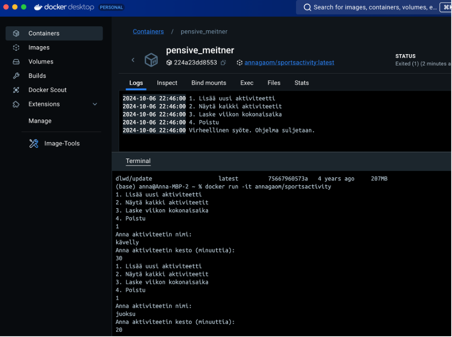 docker desktop PERSONAL
Search for images, containers, volumes, e...
Containers
Images
Volumes
Builds
Docker Scout
Extensions
Manage
Image-Tools
Containers / pensive_meitner
pensive_meitner
224a23dd8553
annagaom/sportsactivity:latest
STATUS
Exited (1) (2 minutes a
Logs Inspect Bind mounts Exec Files Stats
2024-10-06 22:46:00 1. Lisää uusi aktiviteetti
2024-10-06 22:46:00 2. Näytä kaikki aktiviteetit
2024-10-06 22:46:00 3. Laske viikon kokonaisaika
2024-10-06 22:46:00 4. Poistu
2024-10-06 22:46:00 Virheellinen syöte. Ohjelma suljetaan.
Terminal
dlwd/update latest 75667960573a 4 years ago 207MB
(base) anna@Anna-MBP-2 ~ % docker run -it annagaom/sportsactivity
1. Lisää uusi aktiviteetti
2. Näytä kaikki aktiviteetit
3. Laske viikon kokonaisaika
4. Poistu
1
Anna aktiviteetin nimi:
kävelly
Anna aktiviteetin kesto (minuuttia):
30
1. Lisää uusi aktiviteetti
2. Näytä kaikki aktiviteetit
3. Laske viikon kokonaisaika
4. Poistu
1
Anna aktiviteetin nimi:
juoksu
Anna aktiviteetin kesto (minuuttia):
20